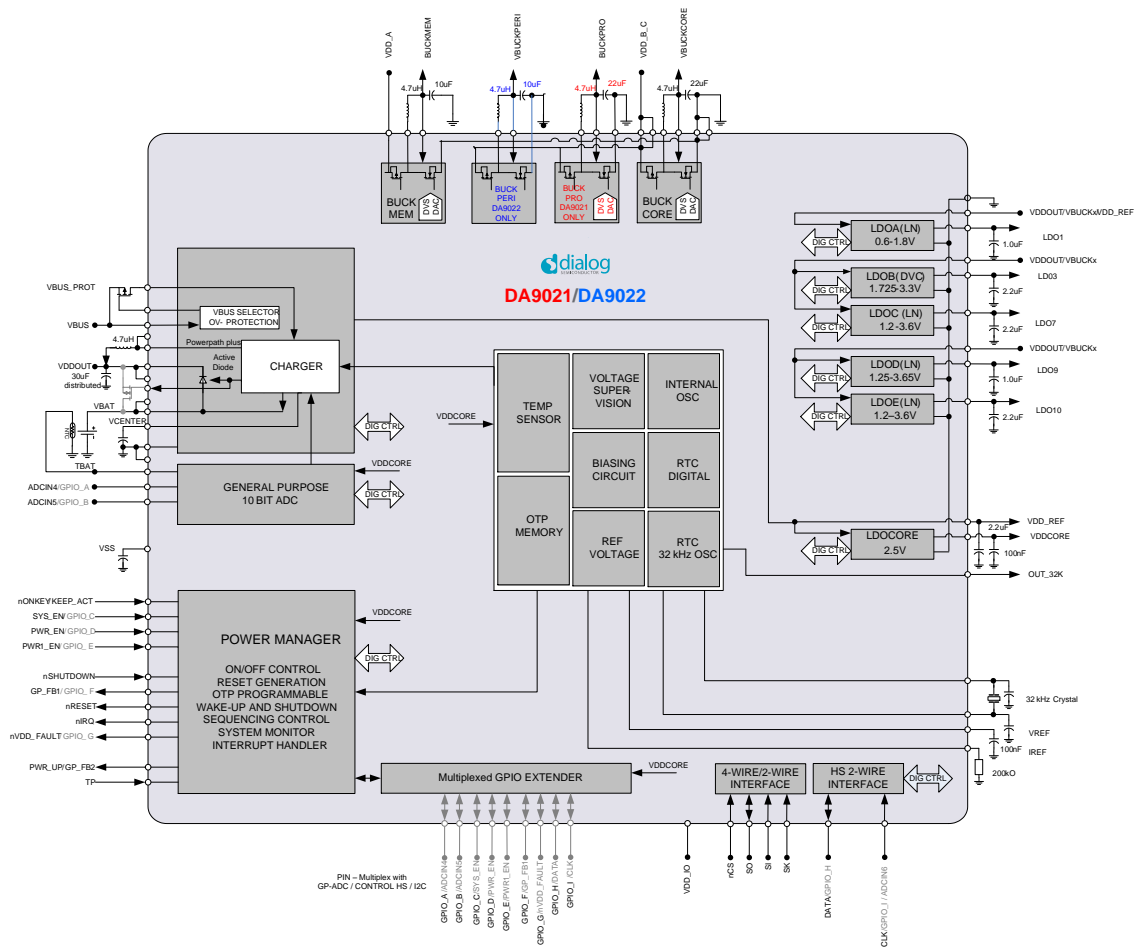 VDD_A
BUCKMEM
VBUCKPERI
BUCKPRO
VDD_B_C
VBUCKCORE
4.7uH
10uF
4.7uH
10uF
4.7uH
22uF
4.7uH
22uF
BUCK
MEM
DVS
DAC
BUCK
PERI
DA9022
ONLY
BUCK
PRO
DA9021
ONLY
DVS
DAC
BUCK
CORE
DVS
DAC
dialog
SEMICONDUCTOR
DA9021/DA9022
VBUS_PROT
VBUS
4.7uH
VDDOUT
30uF
distributed
VBAT
VCENTER
NTC
TBAT
ADCIN4/GPIO_A
ADCIN5/GPIO_B
VSS
VBUS SELECTOR
OV- PROTECTION
Powerpath plus
Active
Diode
CHARGER
DIG CTRL
GENERAL PURPOSE
10 BIT ADC
VDDCORE
DIG CTRL
VDDCORE
TEMP
SENSOR
OTP
MEMORY
VOLTAGE
SUPER-
VISION
BIASING
CIRCUIT
REF
VOLTAGE
INTERNAL
OSC
RTC
DIGITAL
RTC
32 kHz OSC
DIG CTRL
LDOA(LN)
0.6-1.8V
VDDOUT/VBUCKxVDD_REF
LDO1
1.0uF
VDDOUT/VBUCKx
DIG CTRL
LDOB(DVC)
1.725-3.3V
LD03
2.2uF
DIG CTRL
LDOC (LN)
1.2-3.6V
LDO7
2.2uF
VDDOUT/VBUCKx
DIG CTRL
LDOD(LN)
1.25-3.65V
LDO9
1.0uF
DIG CTRL
LDOE(LN)
1.2–3.6V
LDO10
2.2uF
DIG CTRL
LDOCORE
2.5V
VDD_REF
2.2uF
VDDCORE
100nF
OUT_32K
nONKEY/KEEP_ACT
SYS_EN/GPIO_C
PWR_EN/GPIO_D
PWR1_EN/GPIO_E
nSHUTDOWN
GP_FB1/GPIO_F
nRESET
nIRQ
nVDD_FAULT/GPIO_G
PWR_UP/GP_FB2
TP
POWER MANAGER
ON/OFF CONTROL
RESET GENERATION
OTP PROGRAMMABLE
WAKE-UP AND SHUTDOWN
SEQUENCING CONTROL
SYSTEM MONITOR
INTERRUPT HANDLER
VDDCORE
DIG CTRL
32 kHz Crystal
VREF
100nF
IREF
200kO
Multiplexed GPIO EXTENDER
VDDCORE
4-WIRE/2-WIRE
INTERFACE
HS 2-WIRE
INTERFACE
DIG CTRL
PIN – Multiplex with
GP-ADC / CONTROL HS / I2C
GPIO_A/ADCIN4
GPIO_B/ADCIN5
GPIO_C/SYS_EN
GPIO_D/PWR_EN
GPIO_E/PWR1_EN
GPIO_F/GP_FB1
GPIO_G/nVDD_FAULT
GPIO_H/DATA
GPIO_I /CLK
VDD_IO
nCS
SO
SI
SK
DATA/GPIO_H
CLK/GPIO_I / ADCIN6